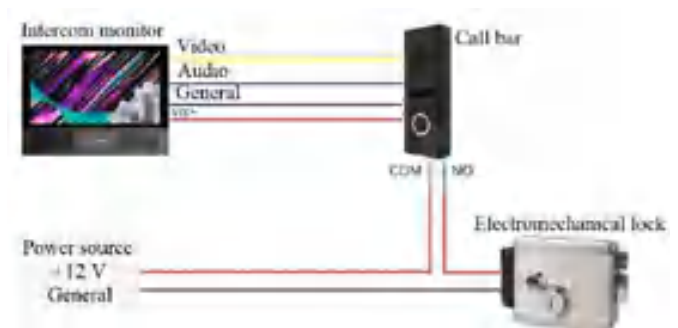 Intercom monitor
Video
Audio
General
Call bar
COM
NO
Electromechanical lock
Power source
+12 V
General